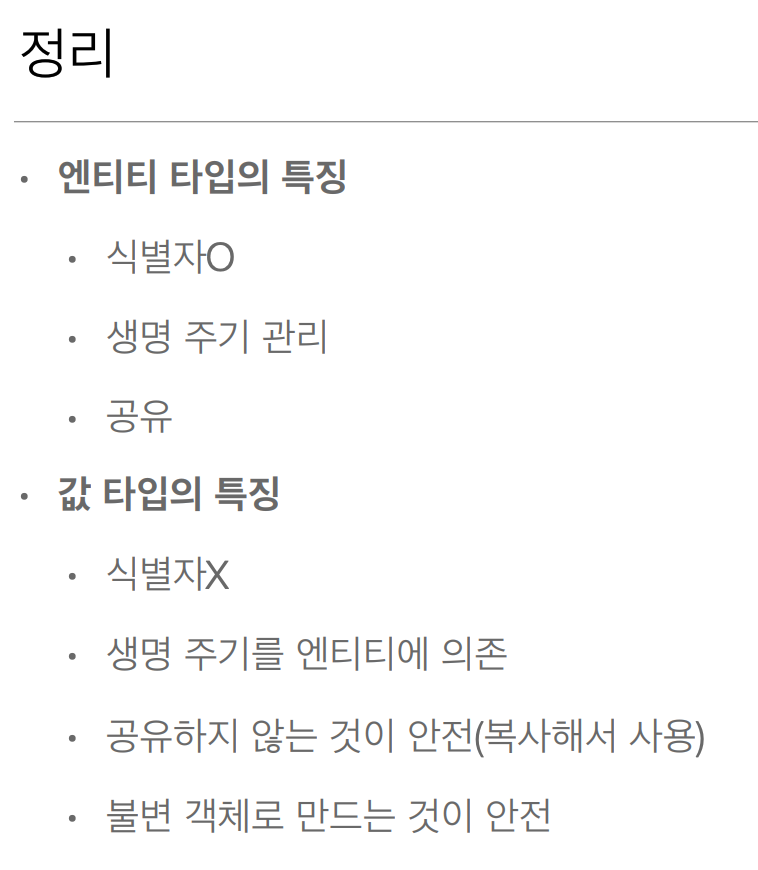 정리
• 엔티티 타입의 특징
• 식별자O
• 생명 주기 관리
• 공유
• 값 타입의 특징
• 식별자X
• 생명 주기를 엔티티에 의존
• 공유하지 않는 것이 안전(복사해서 사용)
• 불변 객체로 만드는 것이 안전